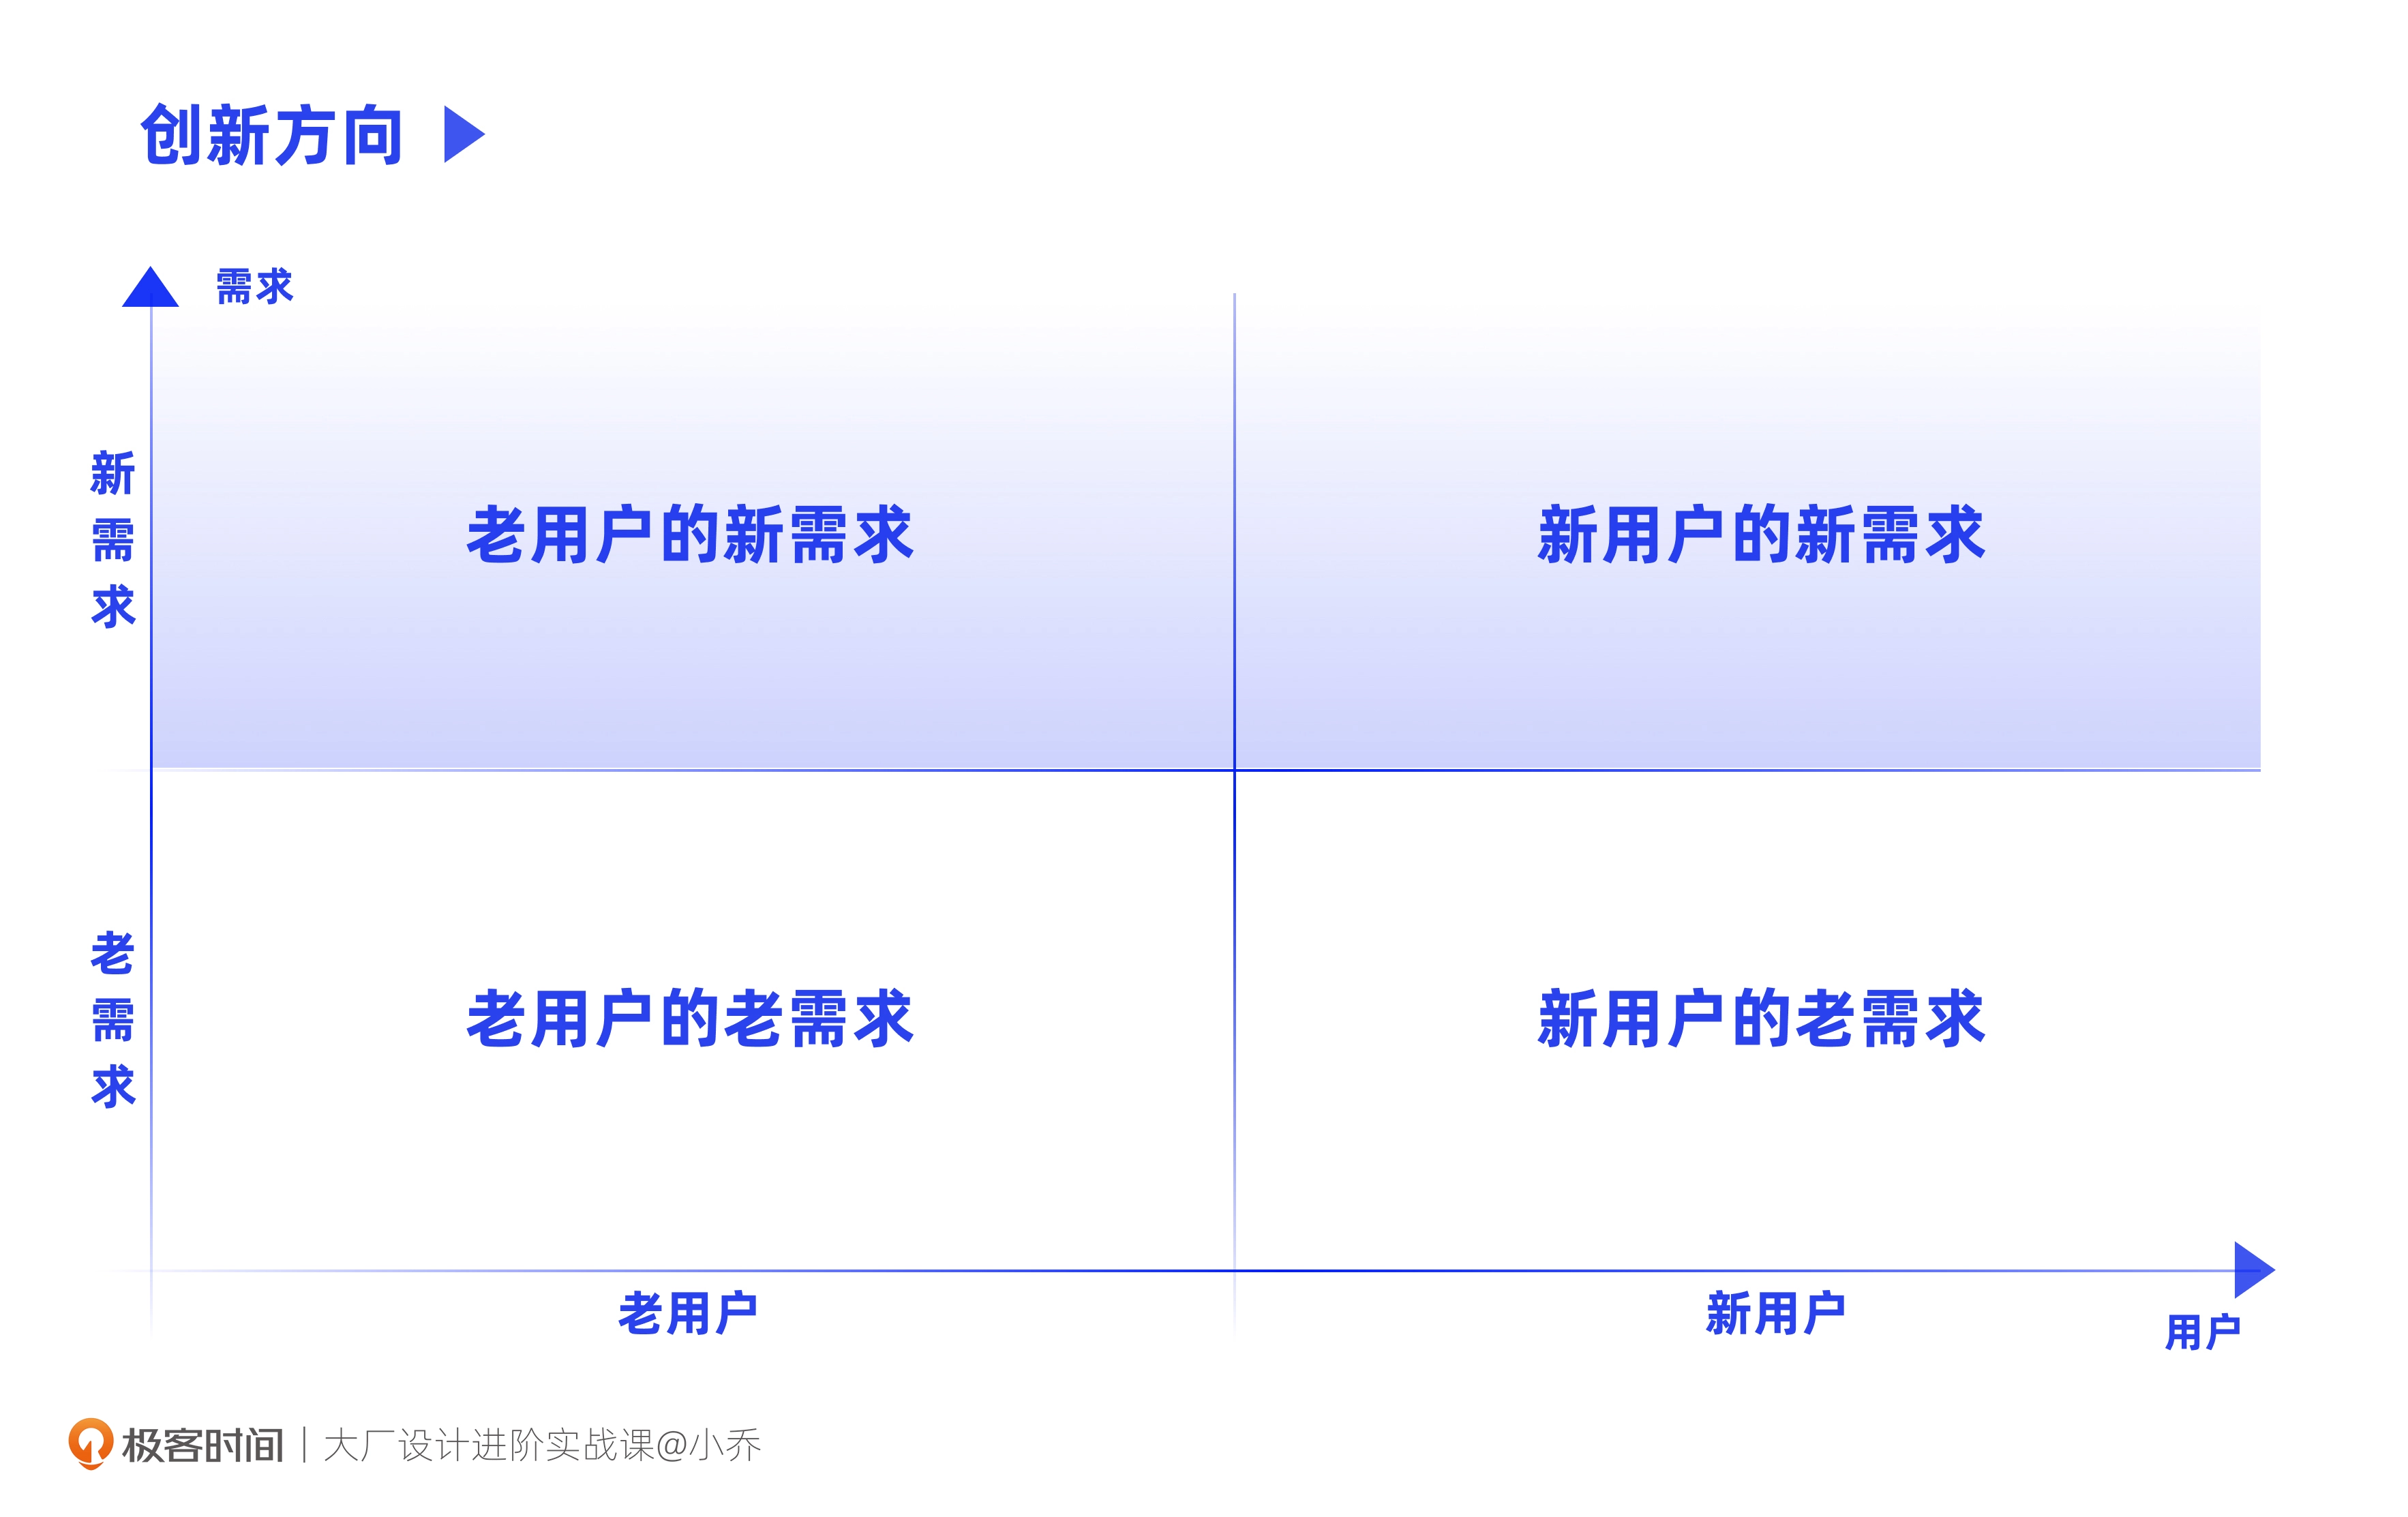 创新方向
需求
新需求
老用户的新需求
新用户的新需求
老需求
老用户的老需求
新用户的老需求
老用户
新用户
用户
极客时间 | 大厂设计进阶实战课@小乔